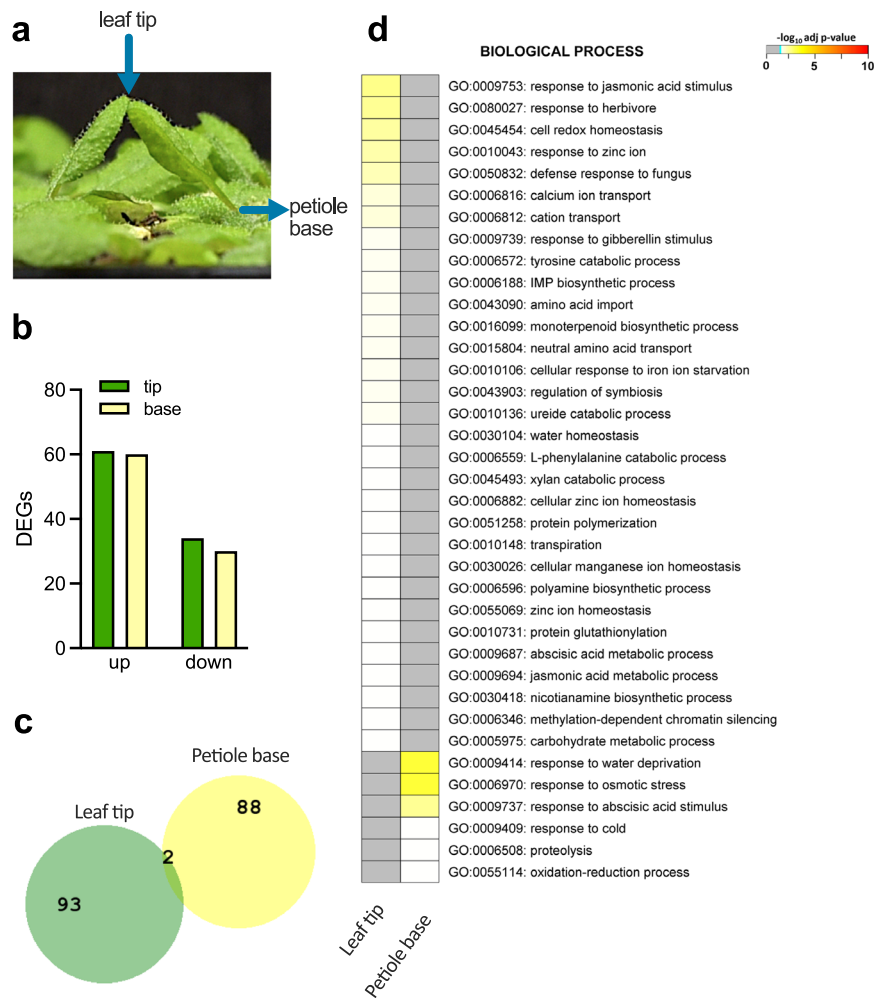 a
leaf tip
petiole
base
b
80
60
40
20
0
DEGs
tip
base
up
down
c
Petiole base
Leaf tip
88
2
93
d
BIOLOGICAL PROCESS
-log10 adj p-value
0 5 10
GO:0009753: response to jasmonic acid stimulus
GO:0080027: response to herbivore
GO:0045454: cell redox homeostasis
GO:0010043: response to zinc ion
GO:0050832: defense response to fungus
GO:0006816: calcium ion transport
GO:0006812: cation transport
GO:0009739: response to gibberellin stimulus
GO:0006572: tyrosine catabolic process
GO:0006188: IMP biosynthetic process
GO:0043090: amino acid import
GO:0016099: monoterpenoid biosynthetic process
GO:0015804: neutral amino acid transport
GO:0010106: cellular response to iron ion starvation
GO:0043903: regulation of symbiosis
GO:0010136: ureide catabolic process
GO:0030104: water homeostasis
GO:0006559: L-phenylalanine catabolic process
GO:0045493: xylan catabolic process
GO:0006882: cellular zinc ion homeostasis
GO:0051258: protein polymerization
GO:0010148: transpiration
GO:0030026: cellular manganese ion homeostasis
GO:0006596: polyamine biosynthetic process
GO:0055069: zinc ion homeostasis
GO:0010731: protein glutathionylation
GO:0009687: abscisic acid metabolic process
GO:0009694: jasmonic acid metabolic process
GO:0030418: nicotianamine biosynthetic process
GO:0006346: methylation-dependent chromatin silencing
GO:0005975: carbohydrate metabolic process
GO:0009414: response to water deprivation
GO:0006970: response to osmotic stress
GO:0009737: response to abscisic acid stimulus
GO:0009409: response to cold
GO:0006508: proteolysis
GO:0055114: oxidation-reduction process
Leaf tip
Petiole base